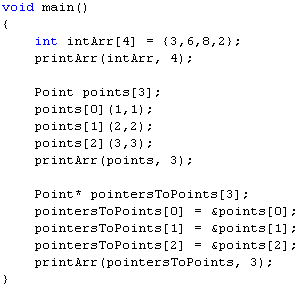 void main()
{
    int intArr[4] = {3,6,8,2};
    printArr(intArr, 4);

    Point points[3];
    points[0](1,1);
    points[1](2,2);
    points[2](3,3);
    printArr(points, 3);

    Point* pointersToPoints[3];
    pointersToPoints[0] = &points[0];
    pointersToPoints[1] = &points[1];
    pointersToPoints[2] = &points[2];
    printArr(pointersToPoints, 3);
}